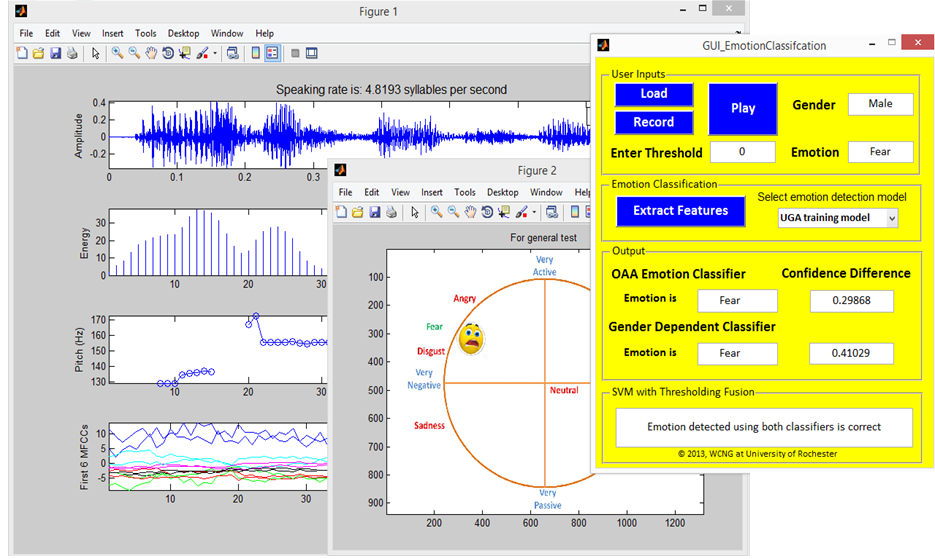 Figure 1
File Edit View Insert Tools Desktop Window Help
Speaking rate is: 4.8193 syllables per second
Amplitude
0.4
0.2
0
-0.2
0 0.1 0.2 0.3
Energy
30
20
10
0
10 20 30
Pitch (Hz)
170
160
150
140
130
10 20 30
First 6 MFCCs
10
5
0
-5
10 20 30
Figure 2
File Edit View Insert Tools Desktop Window Help
For general test
100
200
300
400
500
600
700
800
900
200 400 600 800 1000 1200
Very
Active
Angry
Fear
Disgust
Very
Negative
Neutral
Sadness
Very
Passive
GUI_EmotionClassifcation
User Inputs
Load
Record
Play
Gender Male
Enter Threshold 0 Emotion Fear
Emotion Classification
Extract Features
Select emotion detection model
UGA training model
Output
OAA Emotion Classifier Confidence Difference
Emotion is Fear 0.29868
Gender Dependent Classifier
Emotion is Fear 0.41029
SVM with Thresholding Fusion
Emotion detected using both classifiers is correct
© 2013, WCNG at University of Rochester